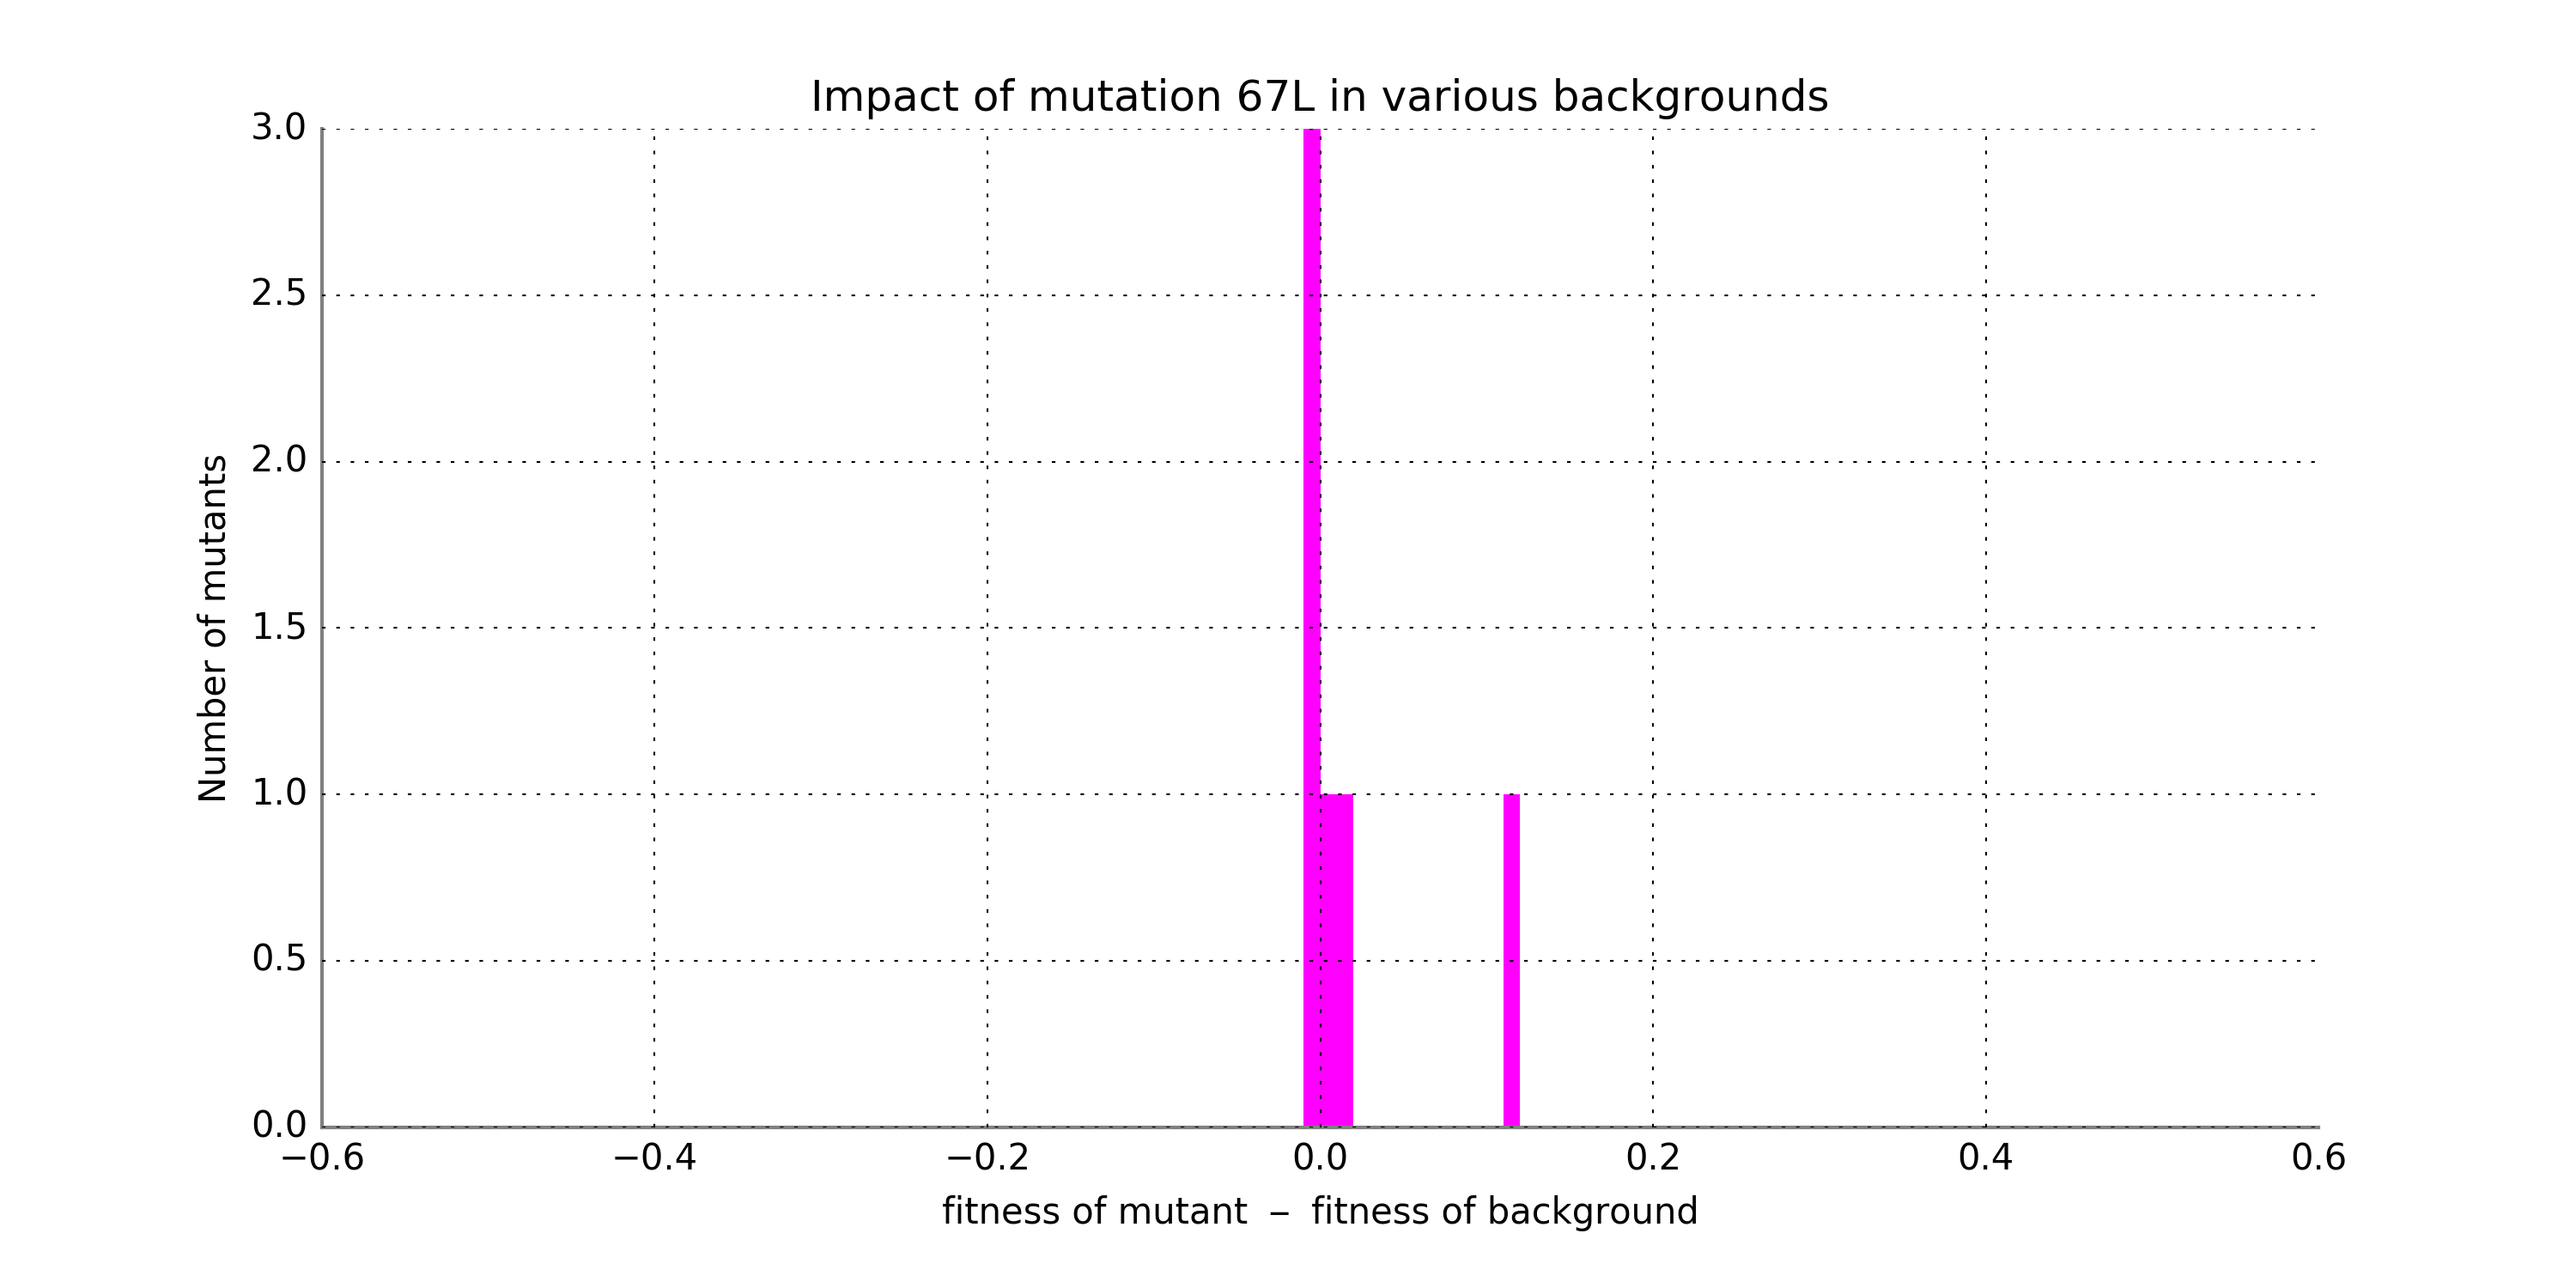 Impact of mutation 67L in various backgrounds
3.0
2.5
2.0
1.5
1.0
0.5
0.0
Number of mutants
−0.6 −0.4 −0.2 0.0 0.2 0.4 0.6
fitness of mutant − fitness of background